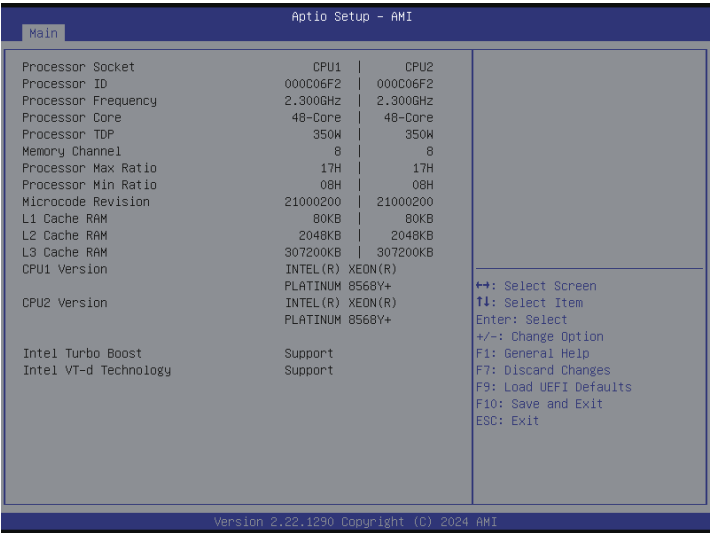 Aptio Setup – AMI
Main
Processor Socket CPU1 | CPU2
Processor ID 000C06F2 | 000C06F2
Processor Frequency 2.300GHz | 2.300GHz
Processor Core 48-Core | 48-Core
Processor TDP 350W | 350W
Memory Channel 8 | 8
Processor Max Ratio 17H | 17H
Processor Min Ratio 08H | 08H
Microcode Revision 21000200 | 21000200
L1 Cache RAM 80KB | 80KB
L2 Cache RAM 2048KB | 2048KB
L3 Cache RAM 307200KB | 307200KB
CPU1 Version INTEL(R) XEON(R)
PLATINUM 8568Y+
CPU2 Version INTEL(R) XEON(R)
PLATINUM 8568Y+
Intel Turbo Boost Support
Intel VT-d Technology Support
↔: Select Screen
↑↓: Select Item
Enter: Select
+/-: Change Option
F1: General Help
F7: Discard Changes
F9: Load UEFI Defaults
F10: Save and Exit
ESC: Exit
Version 2.22.1290 Copyright (C) 2024 AMI